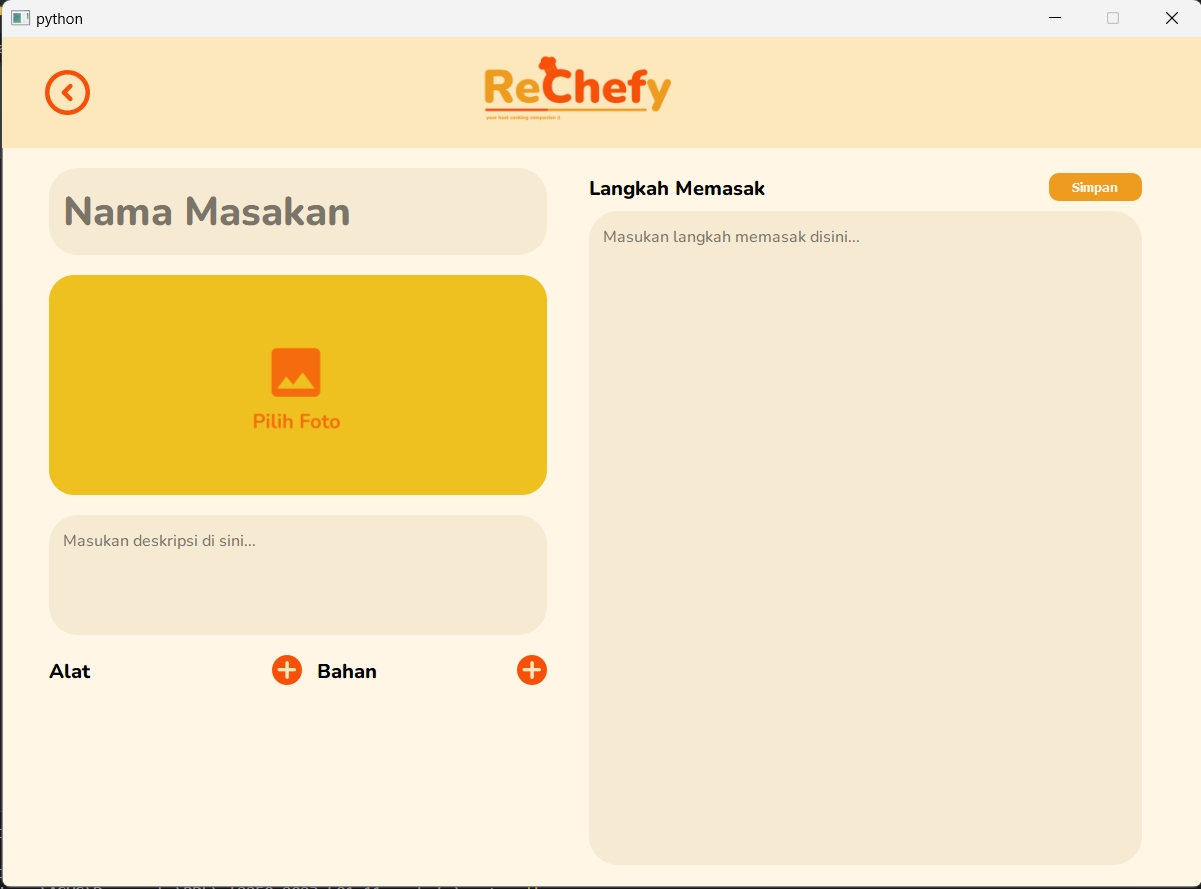 python
ReChefy
your best cooking companion :)
Nama Masakan
Pilih Foto
Masukan deskripsi di sini...
Alat
Bahan
Langkah Memasak
Simpan
Masukan langkah memasak disini...